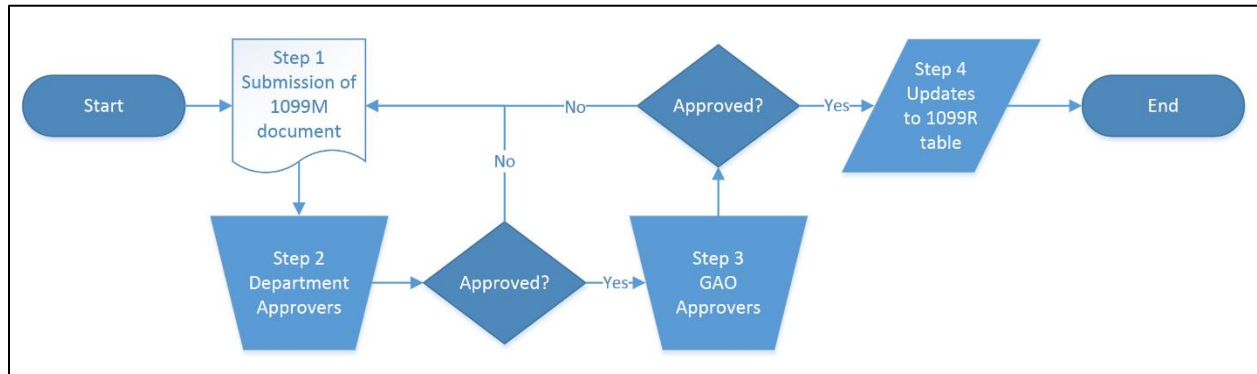 Start
Step 1
Submission of
1099M
document
No
Approved?
Yes
Step 4
Updates
to 1099R
table
End
No
Step 2
Department
Approvers
Approved?
Yes
Step 3
GAO
Approvers